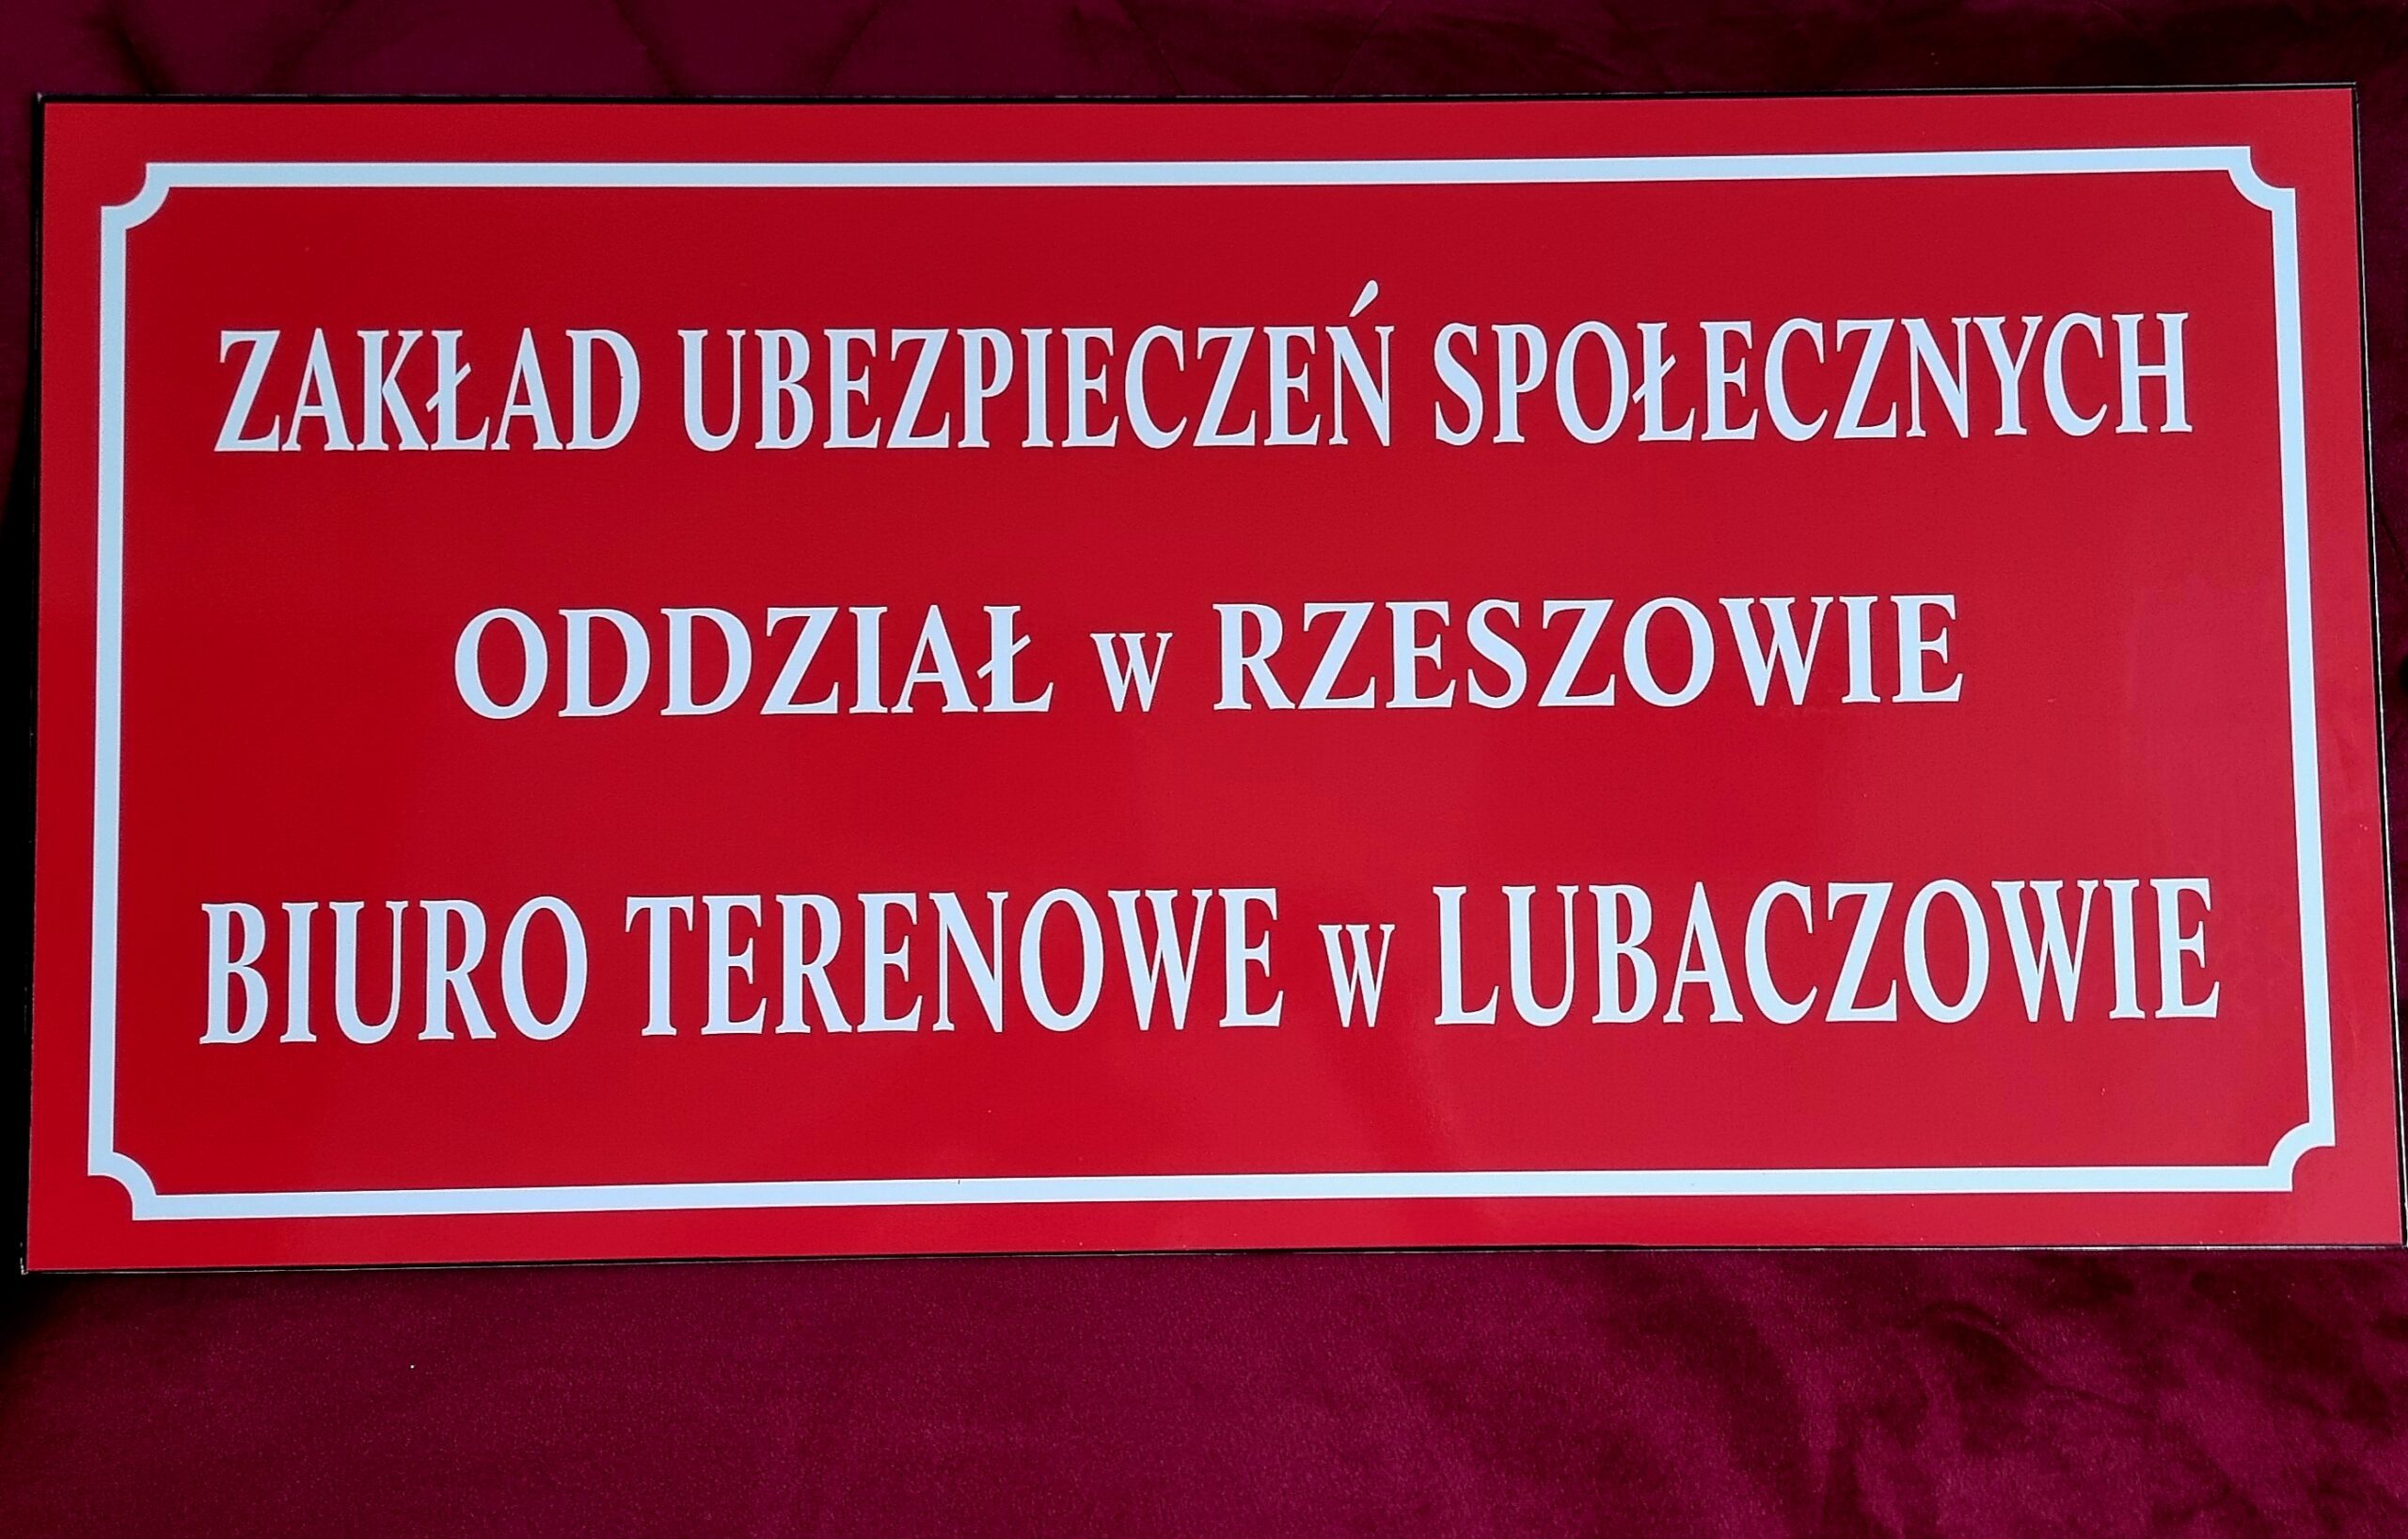 ZAKŁAD UBEZPIECZEŃ SPOŁECZNYCH
ODDZIAŁ w RZESZOWIE
BIURO TERENOWE w LUBACZOWIE